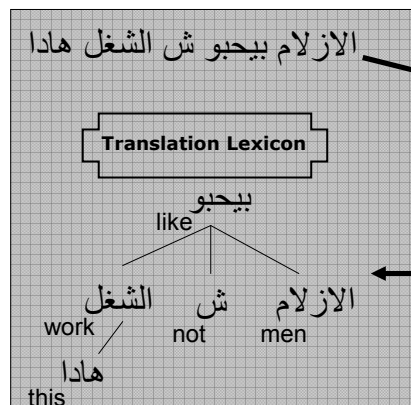 الازلام بيحبو ش الشغل هادا
Translation Lexicon
بيحبو
like
الشغل ش الازلام
work not men
هادا
this